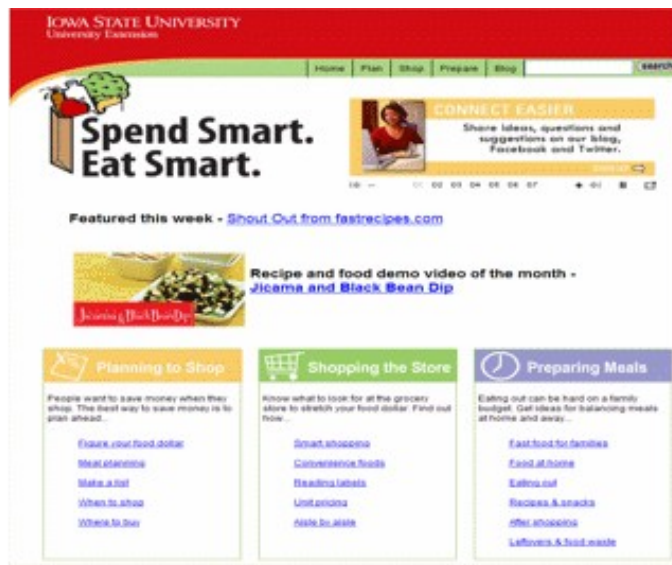 IOWA STATE UNIVERSITY
University Extension
Home Plan Shop Prepare Blog search
Spend Smart.
Eat Smart.
CONNECT EASIER
Share ideas, questions and
suggestions on our blog,
Facebook and Twitter.
02 03 04 05 06 07
Featured this week - Shout Out from fastrecipes.com
Recipe and food demo video of the month -
Jicama and Black Bean Dip
Jicama & Black Bean Dip
Planning to Shop
People want to save money when they
shop. The best way to save money is to
plan ahead...
Figure your food dollar
Meal planning
Make a list
When to shop
Where to buy
Shopping the Store
Know what to look for at the grocery
store to stretch your food dollar. Find out
how...
Smart shopping
Convenience foods
Reading labels
Unit pricing
Aisle by aisle
Preparing Meals
Eating out can be hard on a family
budget. Get ideas for balancing meals
at home and away...
Fast food for families
Food at home
Eating out
Recipes & snacks
After shopping
Leftovers & food waste